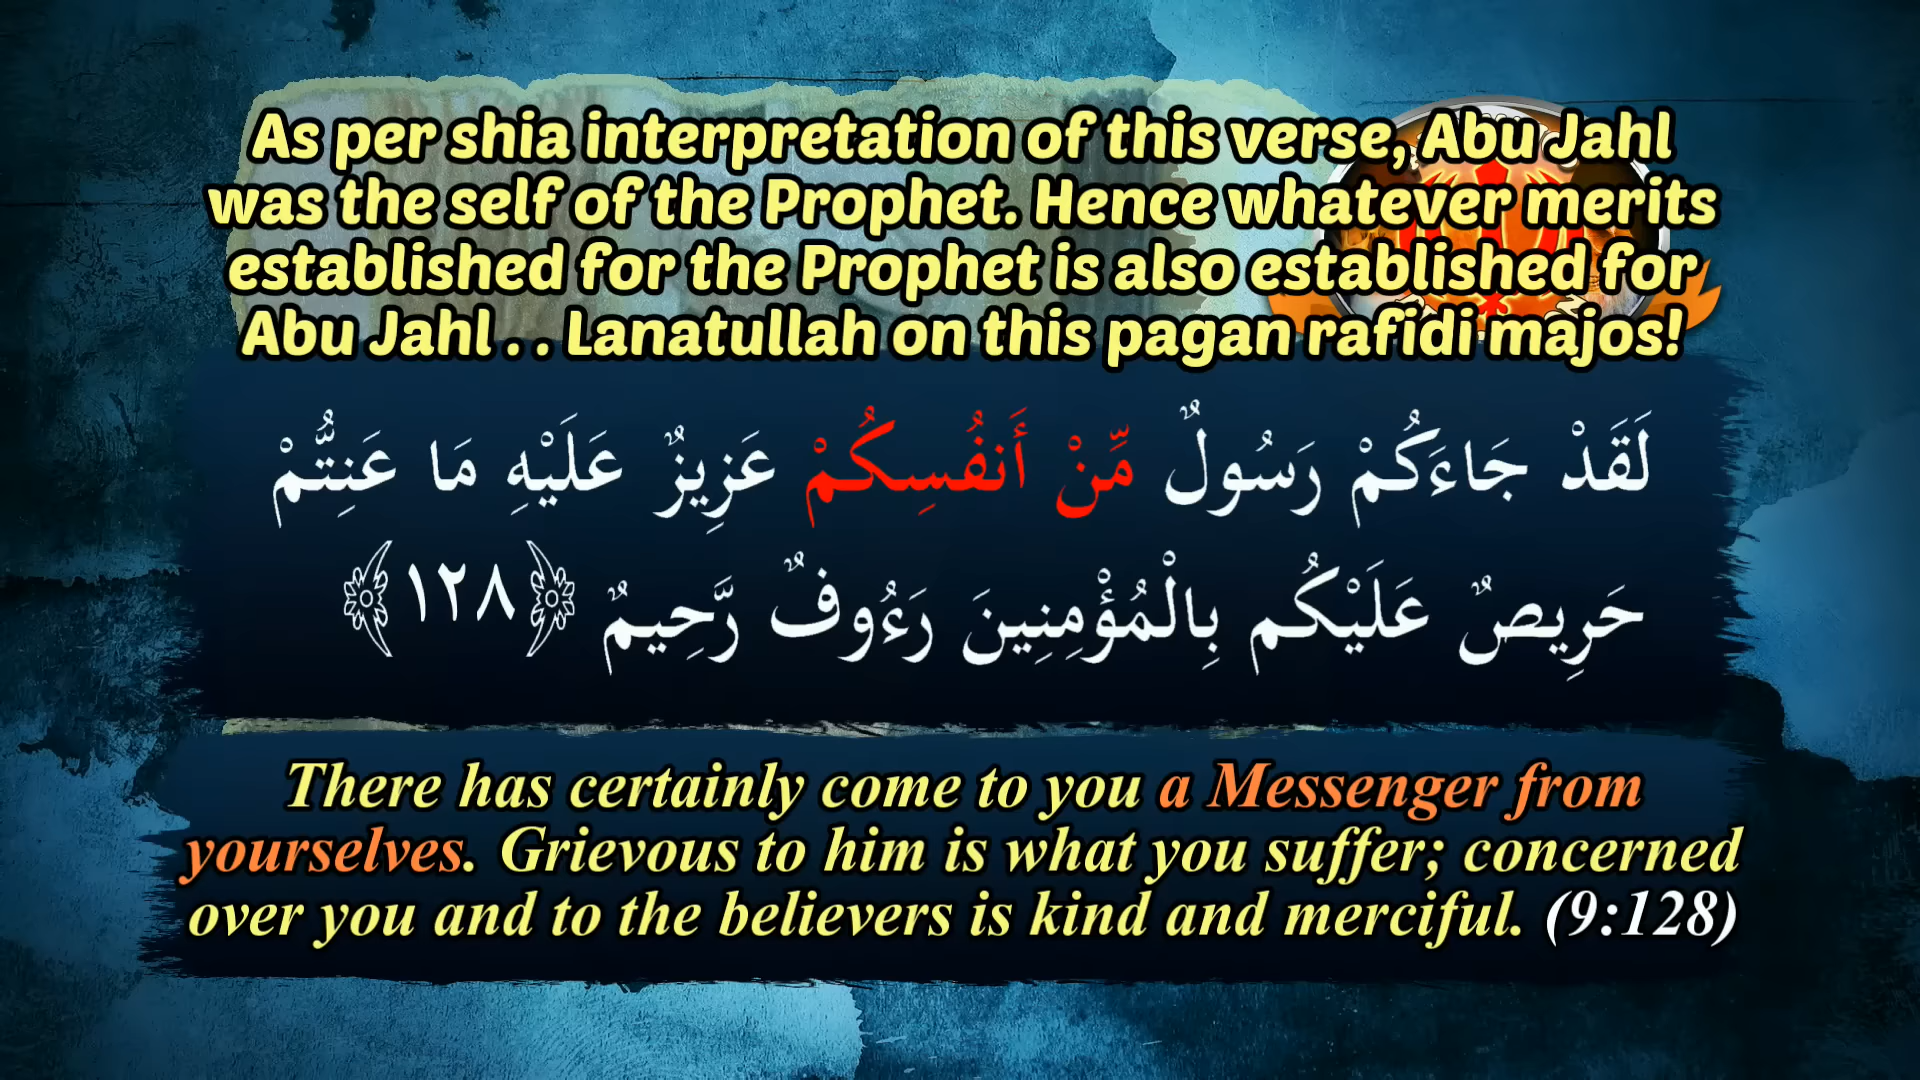 As per shia interpretation of this verse, Abu Jahl
was the self of the Prophet. Hence whatever merits
established for the Prophet is also established for
Abu Jahl . . Lanatullah on this pagan rafidi majos!
لَقَدْ جَاءَكُمْ رَسُولٌ مِّنْ أَنفُسِكُمْ عَزِيزٌ عَلَيْهِ مَا عَنِتُّمْ
حَرِيصٌ عَلَيْكُم بِالْمُؤْمِنِينَ رَءُوفٌ رَّحِيمٌ ﴿١٢٨﴾
There has certainly come to you a Messenger from
yourselves. Grievous to him is what you suffer; concerned
over you and to the believers is kind and merciful. (9:128)